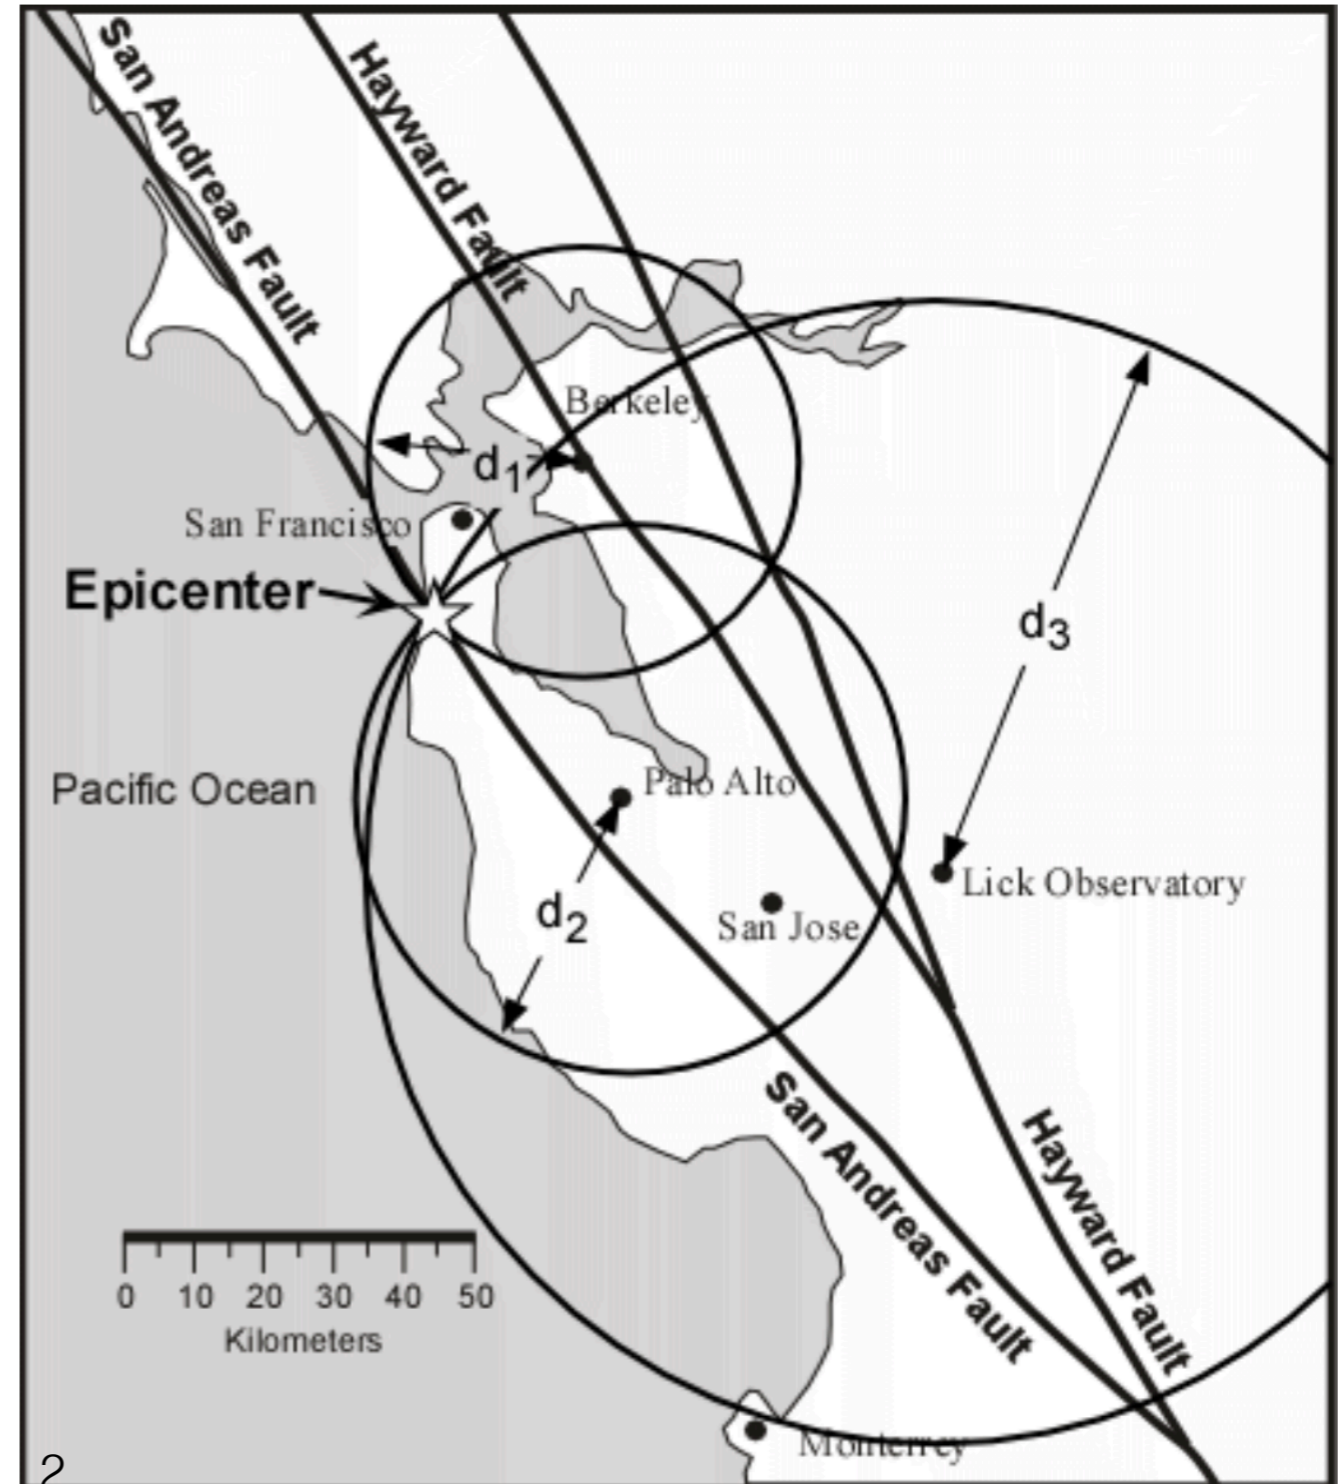 San Andreas Fault
Hayward Fault
Berkeley
d1
San Francisco
Epicenter
d3
Pacific Ocean
Palo Alto
Lick Observatory
San Jose
d2
San Andreas Fault
Hayward Fault
0 10 20 30 40 50
Kilometers
Monterrey
2